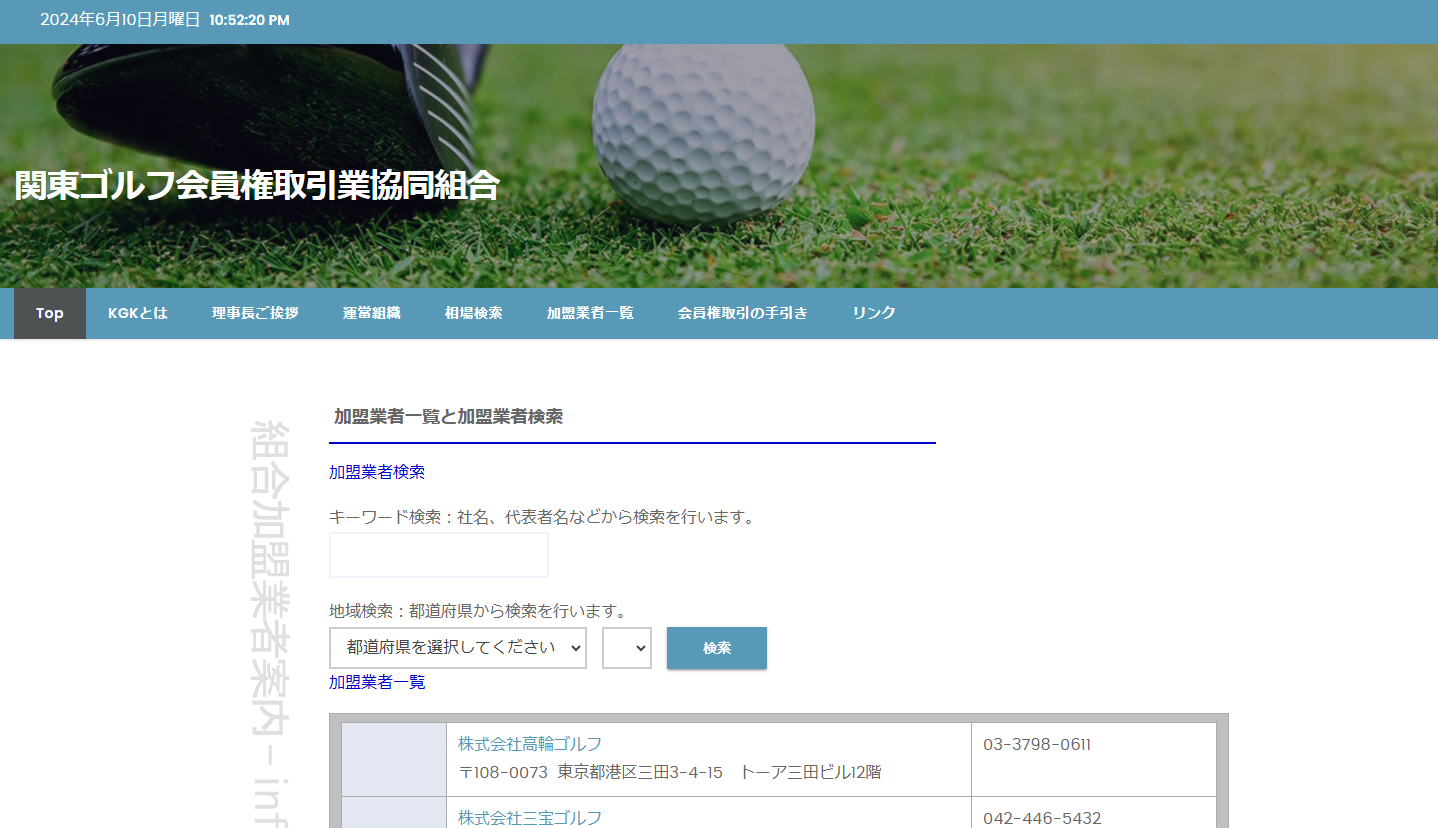 2024年6月10日月曜日 10:52:20 PM
関東ゴルフ会員権取引業協同組合
Top KGKとは 理事長ご挨拶 運営組織 相場検索 加盟業者一覧 会員権取引の手引き リンク
加盟業者一覧と加盟業者検索
組合加盟業者案内 – inf
加盟業者検索
キーワード検索：社名、代表者名などから検索を行います。
地域検索：都道府県から検索を行います。
都道府県を選択してください 検索
加盟業者一覧
株式会社高輪ゴルフ 03-3798-0611
〒108-0073 東京都港区三田3-4-15 トーア三田ビル12階
株式会社三宝ゴルフ 042-446-5432